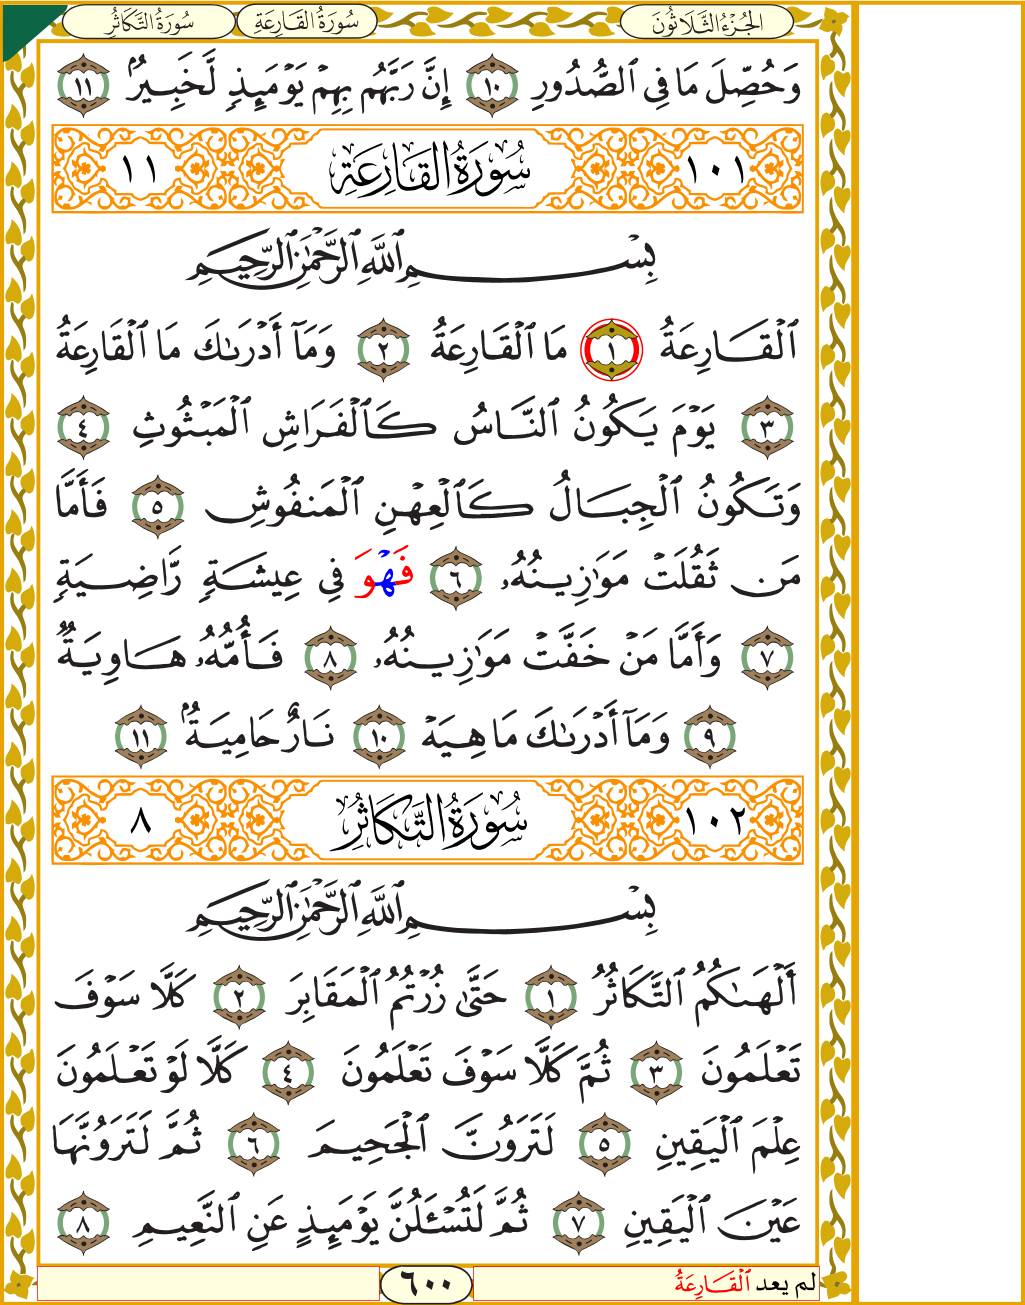 الجُزْءُ الثَّلَاثُونَ سُورَةُ القَارِعَةِ سُورَةُ التَّكَاثُرِ
وَحُصِّلَ مَا فِي ٱلصُّدُورِ ١٠ إِنَّ رَبَّهُم بِهِمۡ يَوۡمَئِذٖ لَّخَبِيرُۢ ١١
١٠١ سُورَةُ القَارِعَةِ ١١
بِسۡمِ ٱللَّهِ ٱلرَّحۡمَٰنِ ٱلرَّحِيمِ
ٱلۡقَارِعَةُ ١ مَا ٱلۡقَارِعَةُ ٢ وَمَآ أَدۡرَىٰكَ مَا ٱلۡقَارِعَةُ
٣ يَوۡمَ يَكُونُ ٱلنَّاسُ كَٱلۡفَرَاشِ ٱلۡمَبۡثُوثِ ٤
وَتَكُونُ ٱلۡجِبَالُ كَٱلۡعِهۡنِ ٱلۡمَنفُوشِ ٥ فَأَمَّا
مَن ثَقُلَتۡ مَوَٰزِينُهُۥ ٦ فَهۡوَ فِي عِيشَةٖ رَّاضِيَةٖ
٧ وَأَمَّا مَنۡ خَفَّتۡ مَوَٰزِينُهُۥ ٨ فَأُمُّهُۥ هَاوِيَةٞ
٩ وَمَآ أَدۡرَىٰكَ مَا هِيَهۡ ١٠ نَارٌ حَامِيَةُۢ ١١
١٠٢ سُورَةُ التَّكَاثُرِ ٨
بِسۡمِ ٱللَّهِ ٱلرَّحۡمَٰنِ ٱلرَّحِيمِ
أَلۡهَىٰكُمُ ٱلتَّكَاثُرُ ١ حَتَّىٰ زُرۡتُمُ ٱلۡمَقَابِرَ ٢ كَلَّا سَوۡفَ
تَعۡلَمُونَ ٣ ثُمَّ كَلَّا سَوۡفَ تَعۡلَمُونَ ٤ كَلَّا لَوۡ تَعۡلَمُونَ
عِلۡمَ ٱلۡيَقِينِ ٥ لَتَرَوُنَّ ٱلۡجَحِيمَ ٦ ثُمَّ لَتَرَوُنَّهَا
عَيۡنَ ٱلۡيَقِينِ ٧ ثُمَّ لَتُسۡـَٔلُنَّ يَوۡمَئِذٍ عَنِ ٱلنَّعِيمِ ٨
لم يعد ٱلۡقَارِعَةُ ٦٠٠